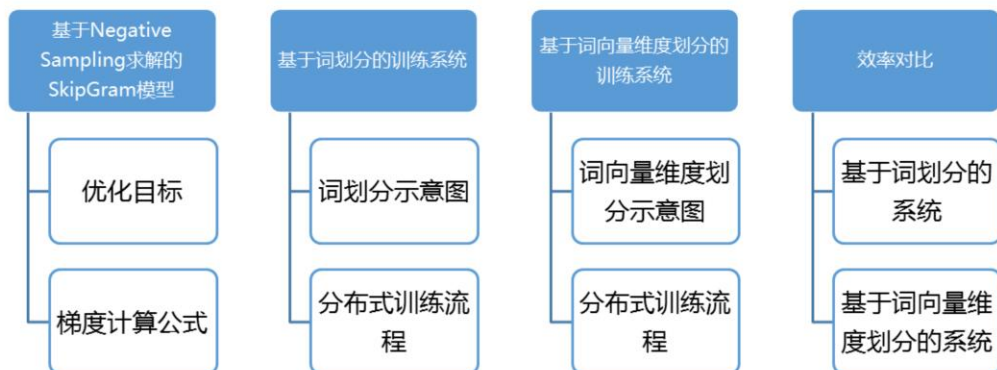 基于Negative
Sampling求解的
SkipGram模型
优化目标
梯度计算公式
基于词划分的训练系统
词划分示意图
分布式训练流
程
基于词向量维度划分的
训练系统
词向量维度划
分示意图
分布式训练流
程
效率对比
基于词划分的
系统
基于词向量维
度划分的系统